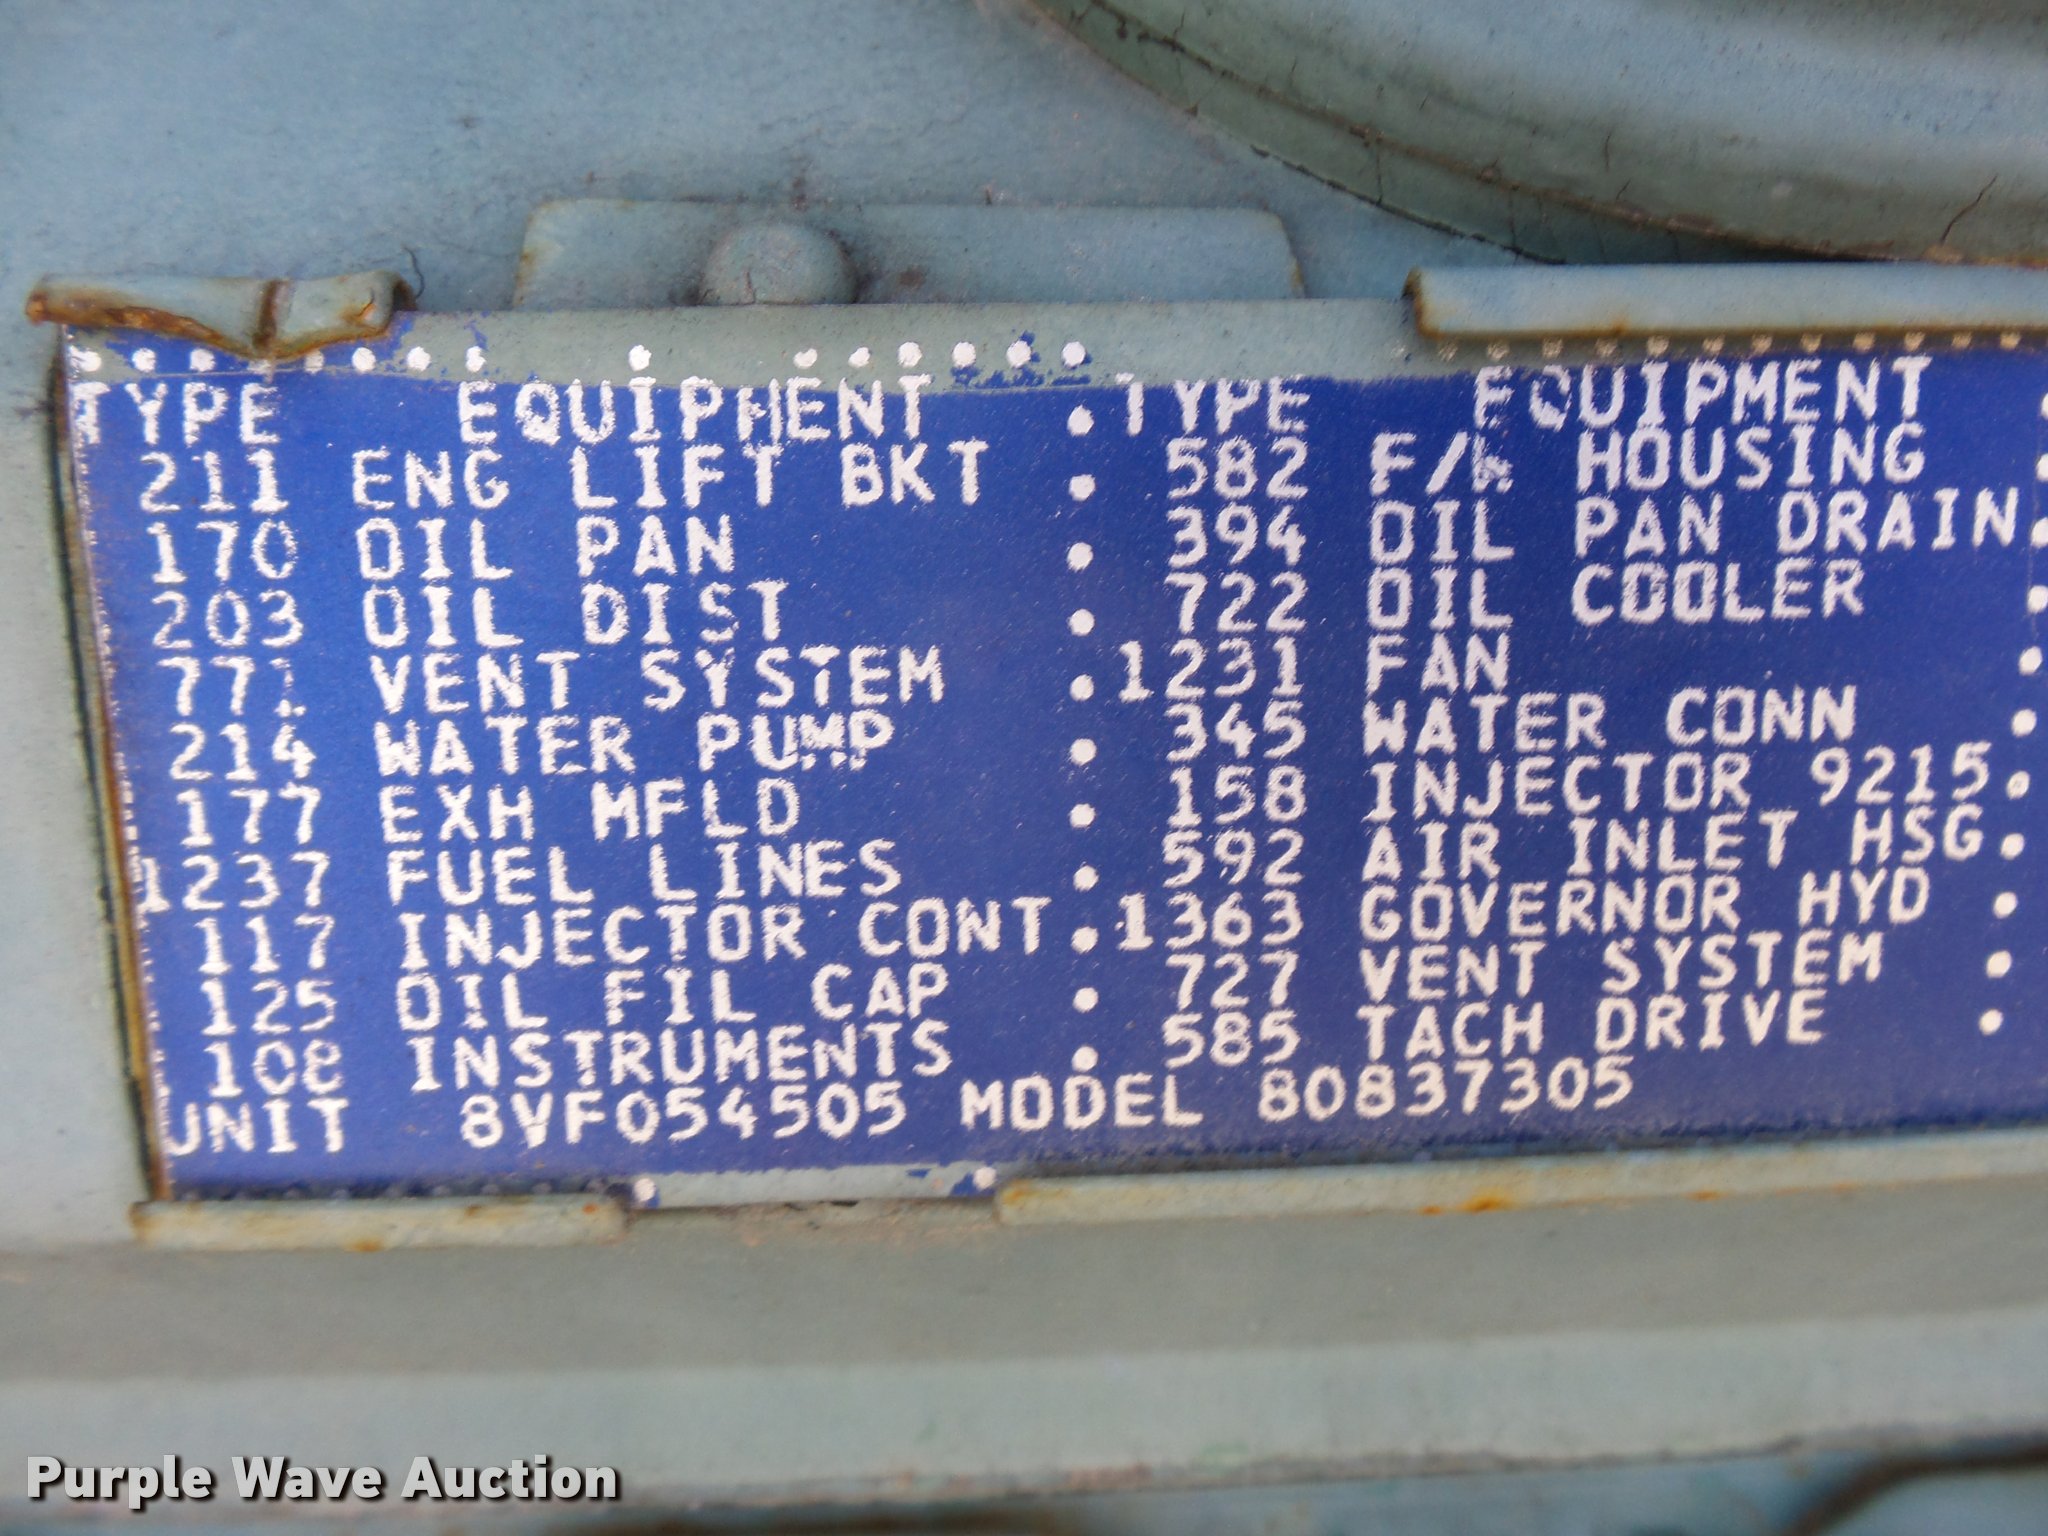 TYPE EQUIPMENT . TYPE EQUIPMENT .
211 ENG LIFT BKT . 582 F/W HOUSING .
170 OIL PAN . 394 OIL PAN DRAIN .
203 OIL DIST . 722 OIL COOLER .
771 VENT SYSTEM . 1231 FAN .
214 WATER PUMP . 345 WATER CONN .
177 EXH MFLD . 158 INJECTOR 9215 .
1237 FUEL LINES . 592 AIR INLET HSG .
117 INJECTOR CONT . 1363 GOVERNOR HYD .
125 OIL FIL CAP . 727 VENT SYSTEM .
108 INSTRUMENTS . 585 TACH DRIVE .
UNIT 8VF054505 MODEL 80837305
Purple Wave Auction